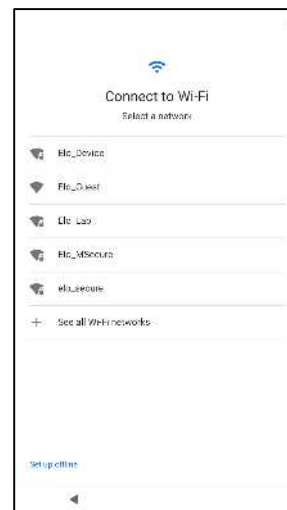 Connect to Wi-Fi
Select a network
Elo_Device
Elo_Guest
Elo_Lab
Elo_MSecure
elo_secure
See all Wi-Fi networks
Set up offline